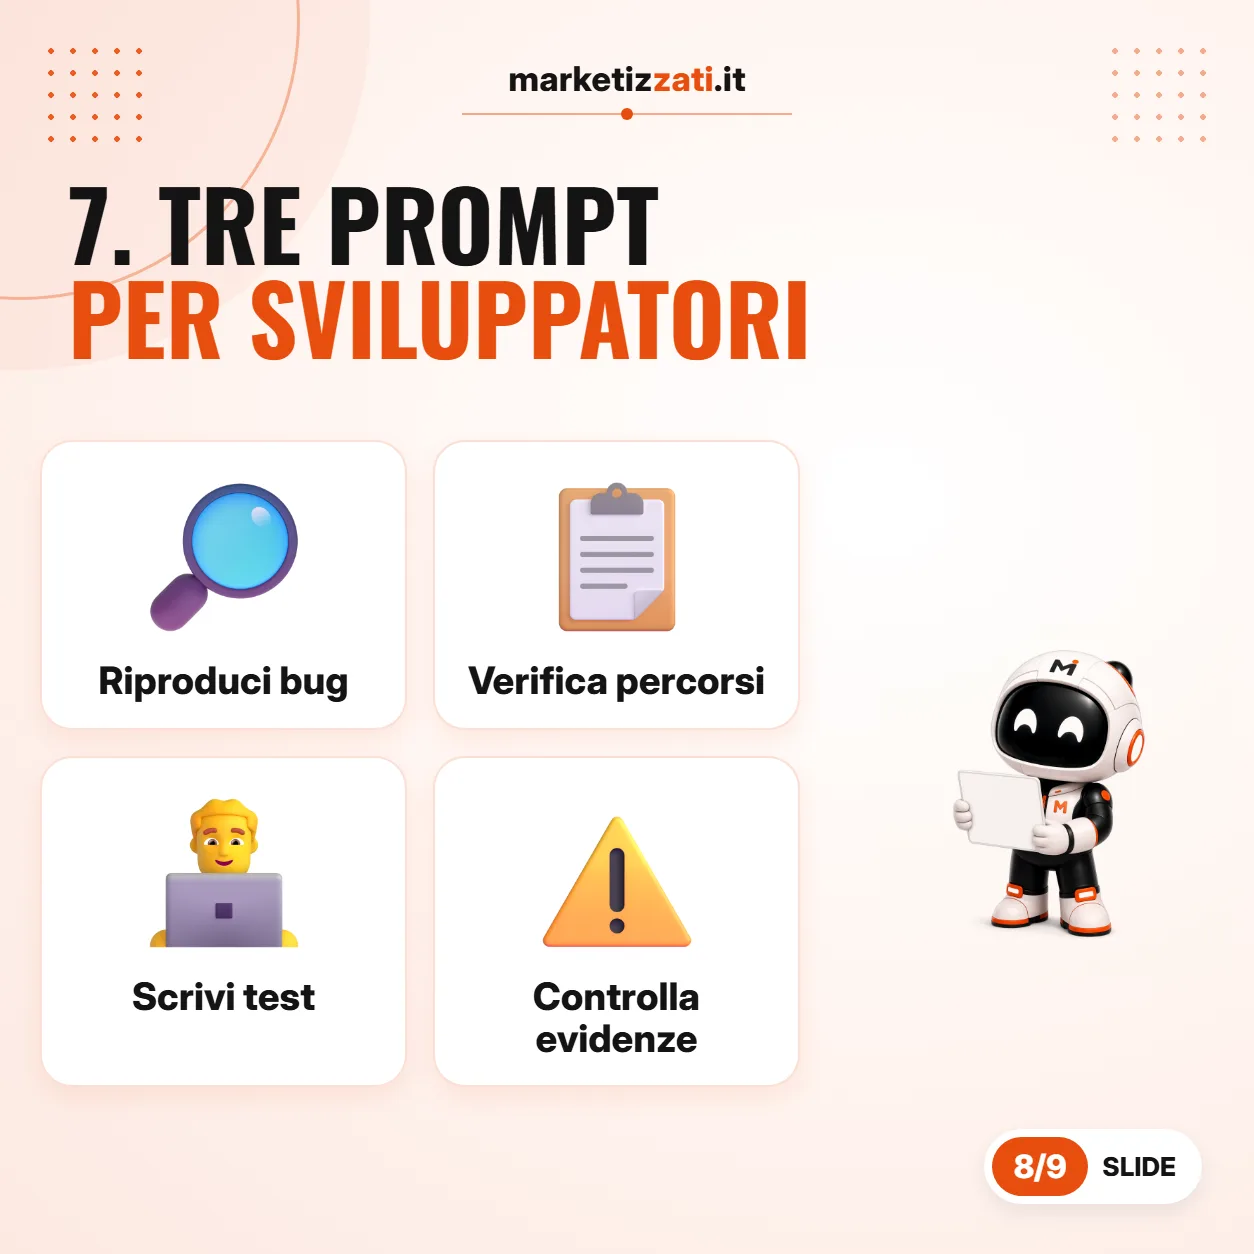 marketizzati.it
7. TRE PROMPT
PER SVILUPPATORI
Riproduci bug
Verifica percorsi
Scrivi test
Controlla
evidenze
M
M
8/9 SLIDE